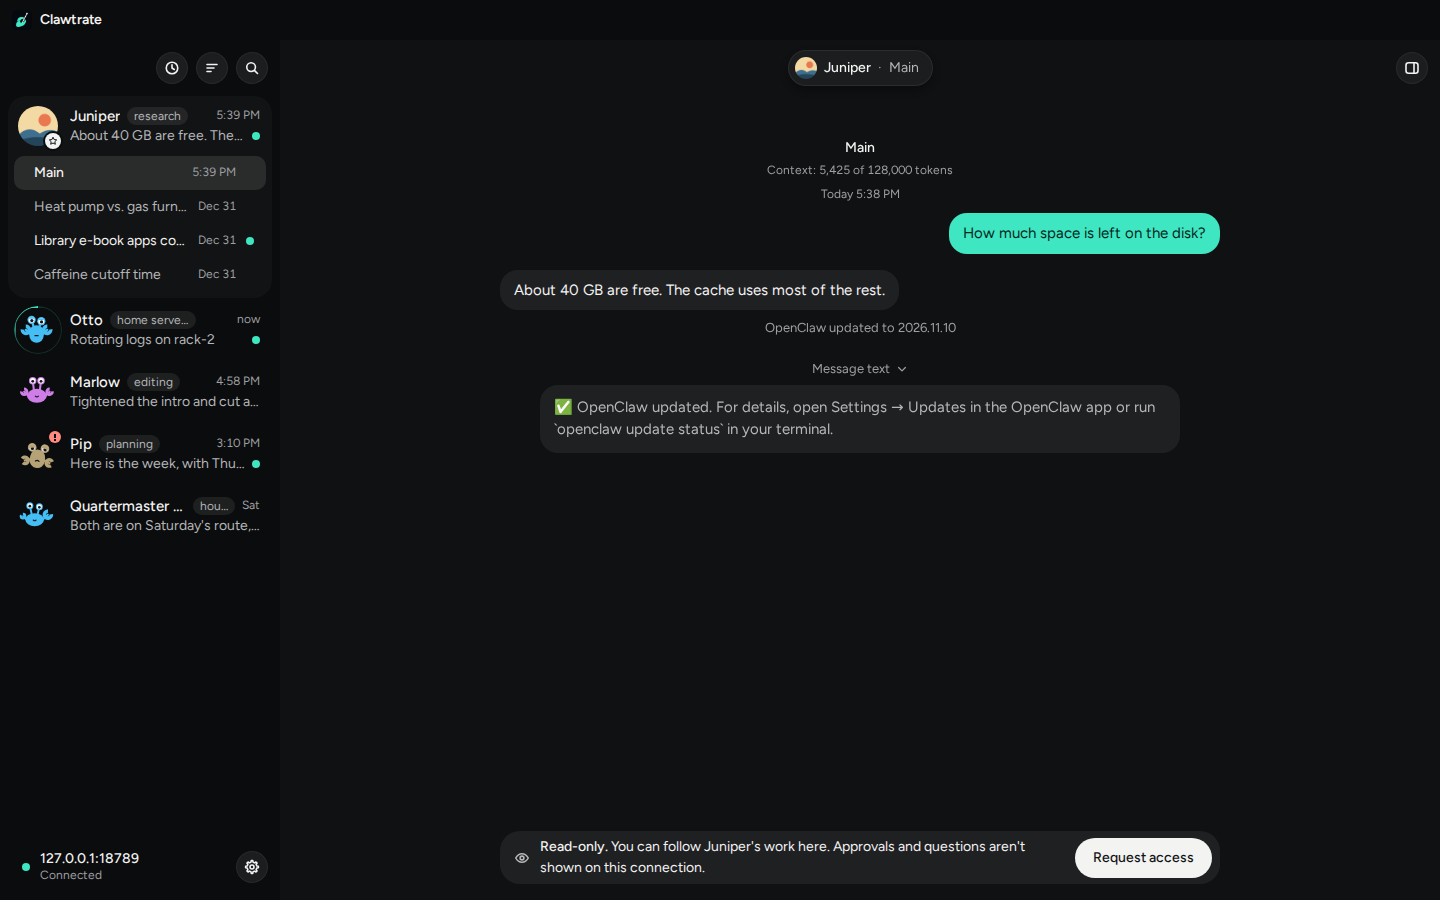 Clawtrate
Juniper research 5:39 PM
About 40 GB are free. The...
Main 5:39 PM
Heat pump vs. gas furn... Dec 31
Library e-book apps co... Dec 31
Caffeine cutoff time Dec 31
Otto home serve... now
Rotating logs on rack-2
Marlow editing 4:58 PM
Tightened the intro and cut a...
Pip planning 3:10 PM
Here is the week, with Thu...
Quartermaster ... hou... Sat
Both are on Saturday's route,...
127.0.0.1:18789
Connected
Juniper · Main
Main
Context: 5,425 of 128,000 tokens
Today 5:38 PM
How much space is left on the disk?
About 40 GB are free. The cache uses most of the rest.
OpenClaw updated to 2026.11.10
Message text
✅ OpenClaw updated. For details, open Settings → Updates in the OpenClaw app or run
`openclaw update status` in your terminal.
Read-only. You can follow Juniper's work here. Approvals and questions aren't
shown on this connection.
Request access